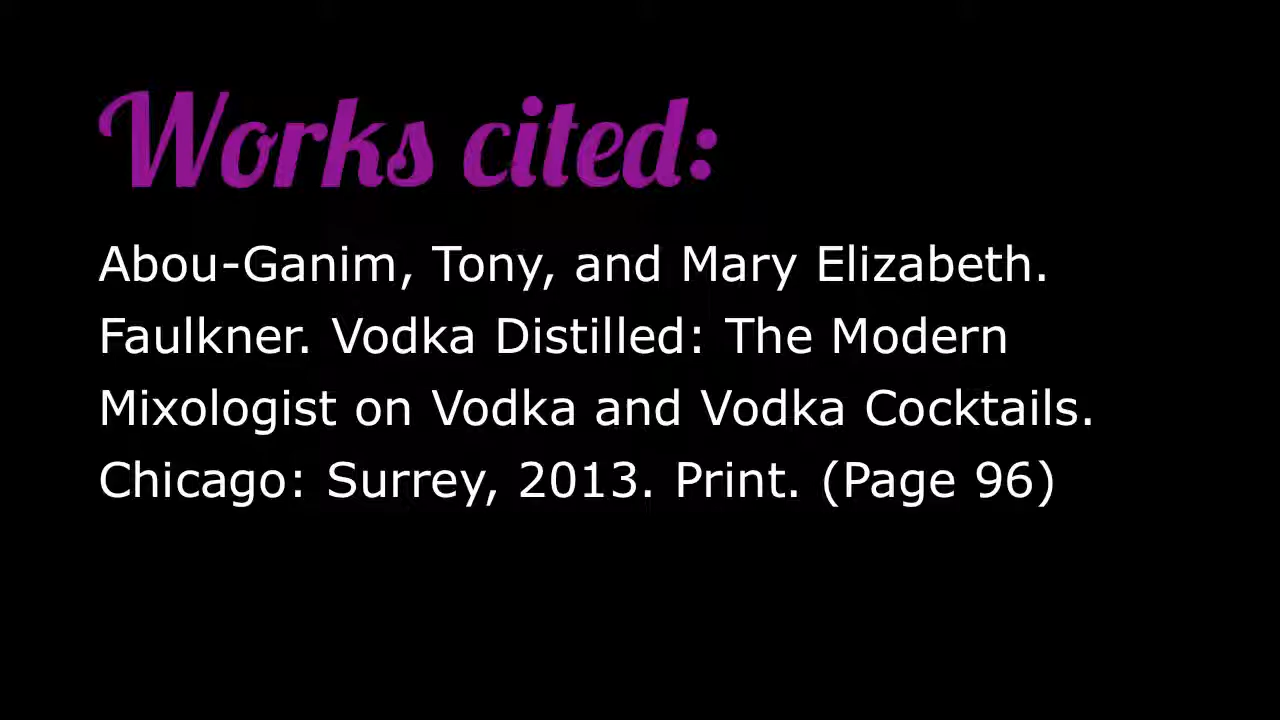 Works cited:
Abou-Ganim, Tony, and Mary Elizabeth.
Faulkner. Vodka Distilled: The Modern
Mixologist on Vodka and Vodka Cocktails.
Chicago: Surrey, 2013. Print. (Page 96)